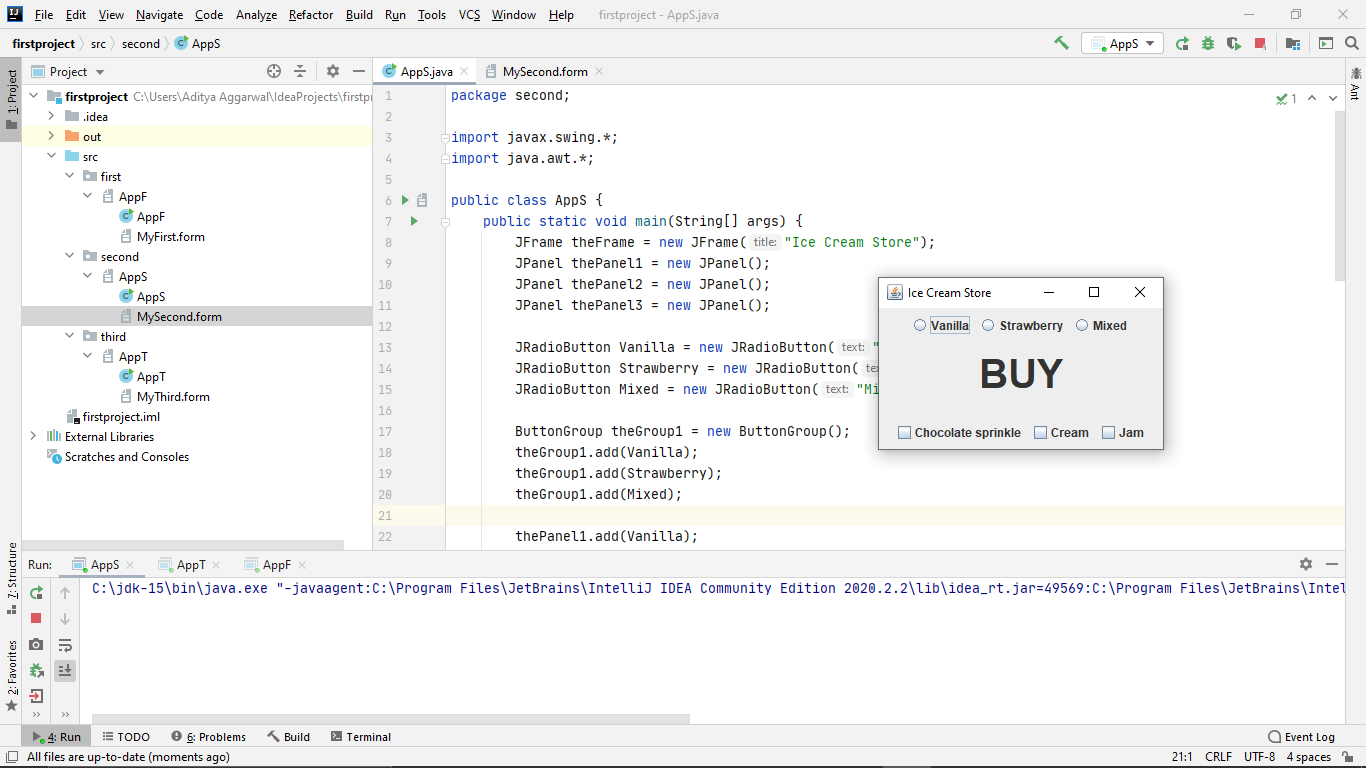 File Edit View Navigate Code Analyze Refactor Build Run Tools VCS Window Help firstproject - AppS.java
firstproject src second AppS
AppS
1: Project
Project
AppS.java
MySecond.form
Ant
firstproject C:\Users\Aditya Aggarwal\IdeaProjects\firstpr
.idea
out
src
first
AppF
AppF
MyFirst.form
second
AppS
AppS
MySecond.form
third
AppT
AppT
MyThird.form
firstproject.iml
External Libraries
Scratches and Consoles
1 package second;
2
3 import javax.swing.*;
4 import java.awt.*;
5
6 public class AppS {
7 public static void main(String[] args) {
8 JFrame theFrame = new JFrame( title: "Ice Cream Store");
9 JPanel thePanel1 = new JPanel();
10 JPanel thePanel2 = new JPanel();
11 JPanel thePanel3 = new JPanel();
12
13 JRadioButton Vanilla = new JRadioButton( text: "
14 JRadioButton Strawberry = new JRadioButton( te
15 JRadioButton Mixed = new JRadioButton( text: "Mi
16
17 ButtonGroup theGroup1 = new ButtonGroup();
18 theGroup1.add(Vanilla);
19 theGroup1.add(Strawberry);
20 theGroup1.add(Mixed);
21
22 thePanel1.add(Vanilla);
1
Ice Cream Store
Vanilla Strawberry Mixed
BUY
Chocolate sprinkle Cream Jam
7: Structure
2: Favorites
Run: AppS AppT AppF
C:\jdk-15\bin\java.exe "-javaagent:C:\Program Files\JetBrains\IntelliJ IDEA Community Edition 2020.2.2\lib\idea_rt.jar=49569:C:\Program Files\JetBrains\Intel
4: Run TODO 6: Problems Build Terminal Event Log
All files are up-to-date (moments ago) 21:1 CRLF UTF-8 4 spaces